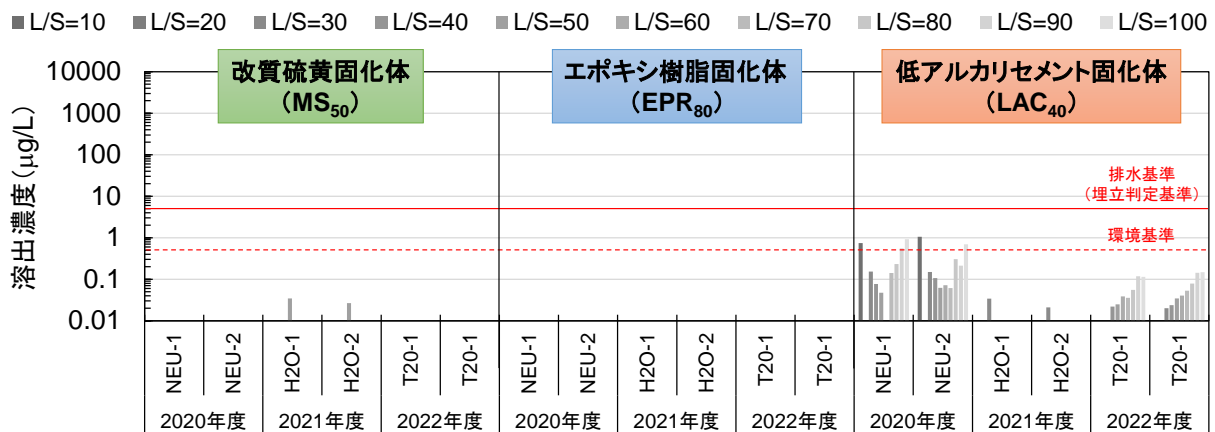 L/S=10 L/S=20 L/S=30 L/S=40 L/S=50 L/S=60 L/S=70 L/S=80 L/S=90 L/S=100
改質硫黄固化体
（MS50）
エポキシ樹脂固化体
（EPR80）
低アルカリセメント固化体
（LAC40）
溶出濃度（μg/L）
10000
1000
100
10
1
0.1
0.01
排水基準
（埋立判定基準）
環境基準
NEU-1 NEU-2 H2O-1 H2O-2 T20-1 T20-1 NEU-1 NEU-2 H2O-1 H2O-2 T20-1 T20-1 NEU-1 NEU-2 H2O-1 H2O-2 T20-1 T20-1
2020年度 2021年度 2022年度 2020年度 2021年度 2022年度 2020年度 2021年度 2022年度